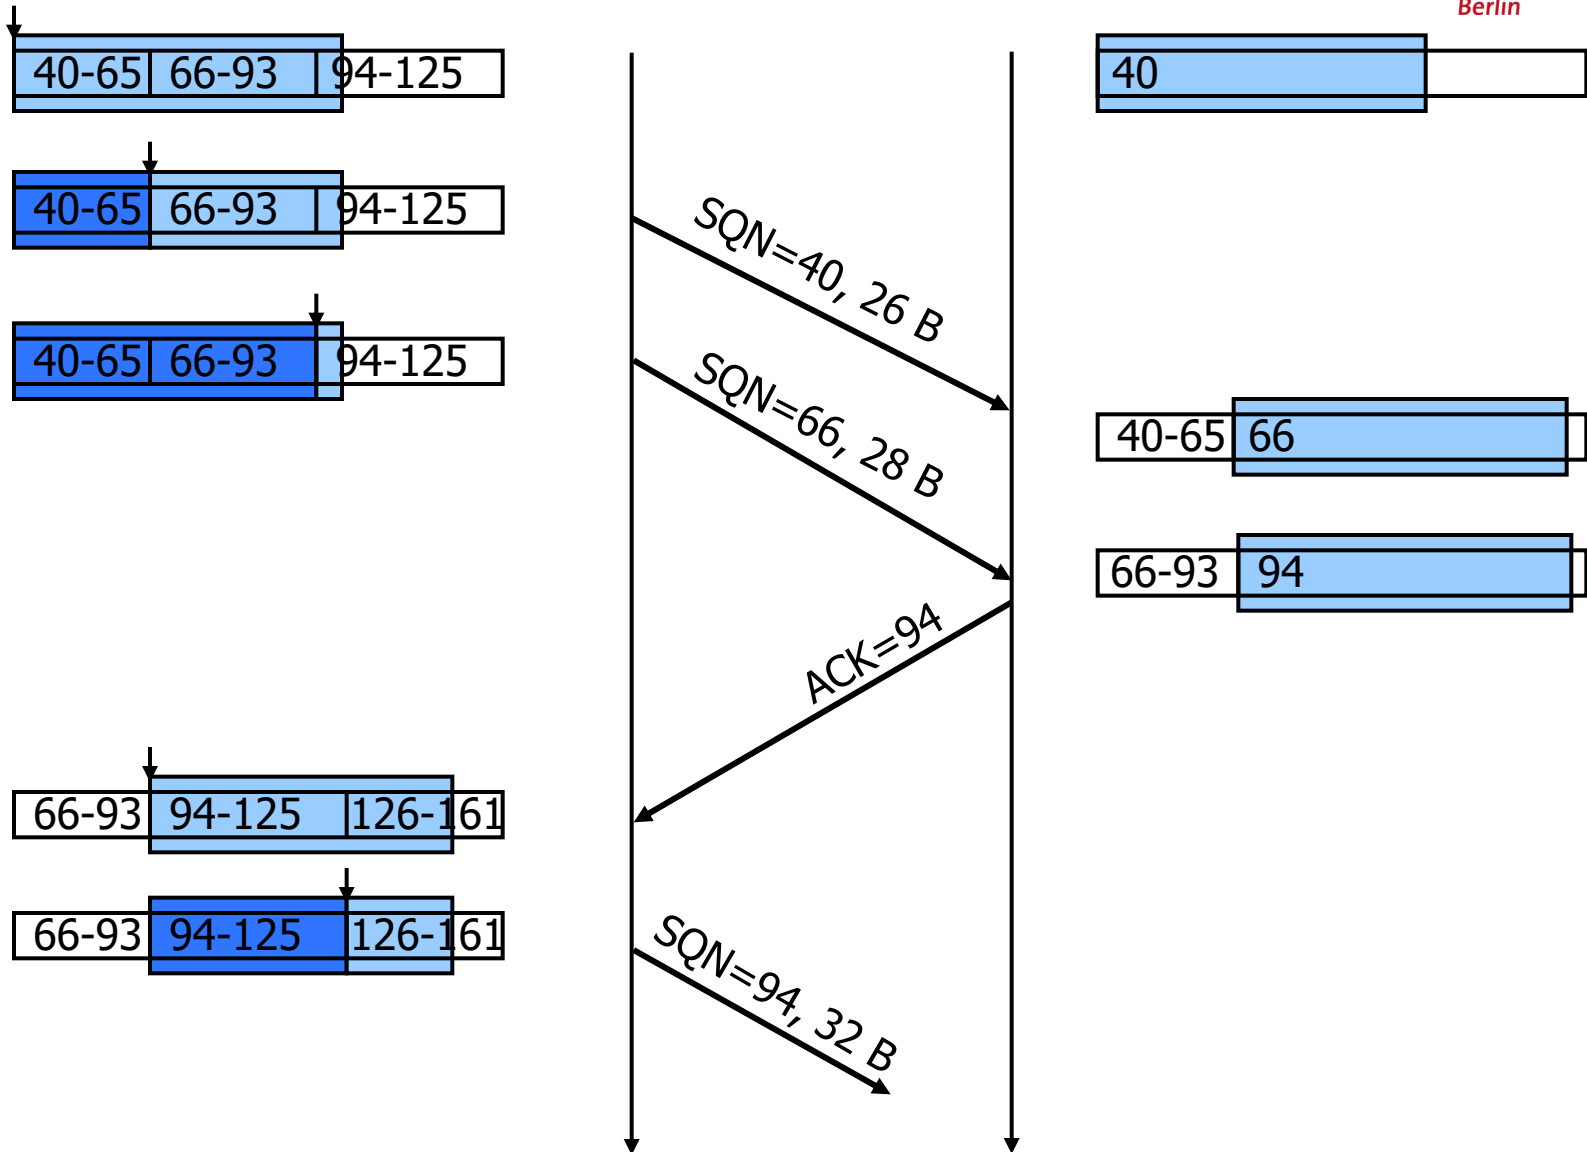 Berlin
40-65 66-93 94-125
40
40-65 66-93 94-125
SQN=40, 26 B
40-65 66-93 94-125
SQN=66, 28 B
40-65 66
66-93 94
ACK=94
66-93 94-125 126-161
66-93 94-125 126-161
SQN=94, 32 B